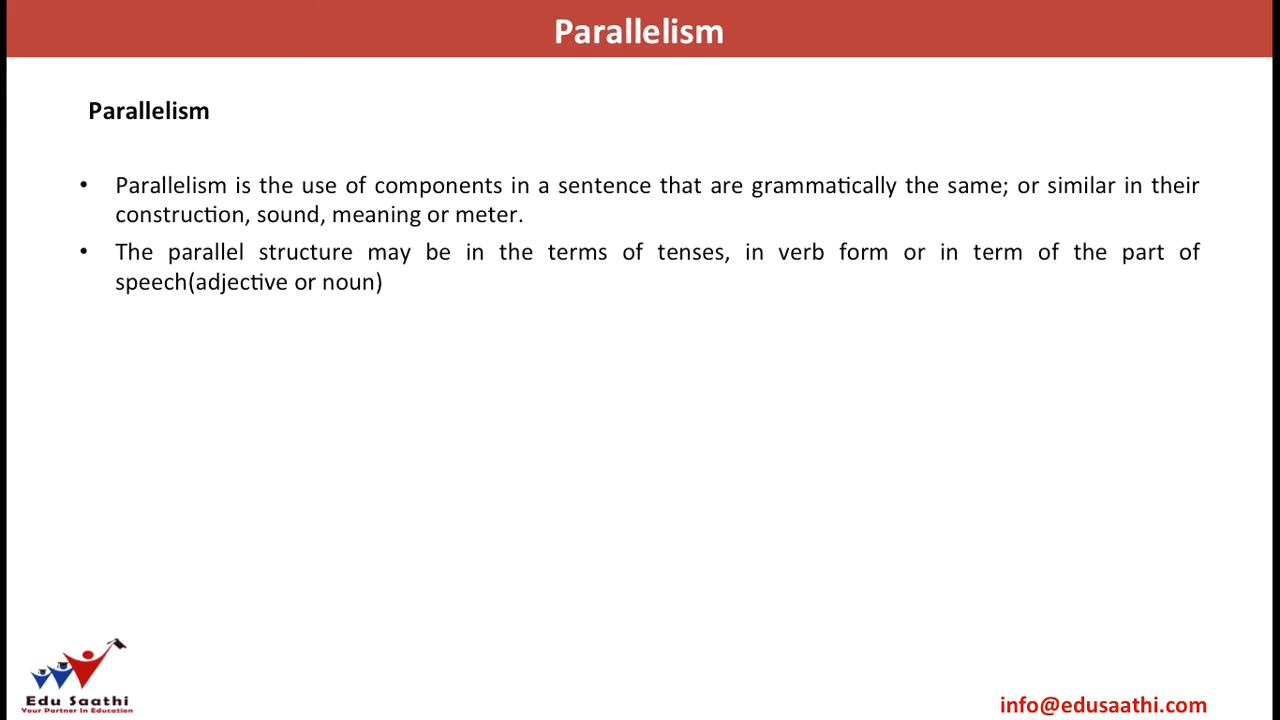 Parallelism
Parallelism
• Parallelism is the use of components in a sentence that are grammatically the same; or similar in their
construction, sound, meaning or meter.
• The parallel structure may be in the terms of tenses, in verb form or in term of the part of
speech(adjective or noun)
Edu Saathi
Your Partner In Education
info@edusaathi.com